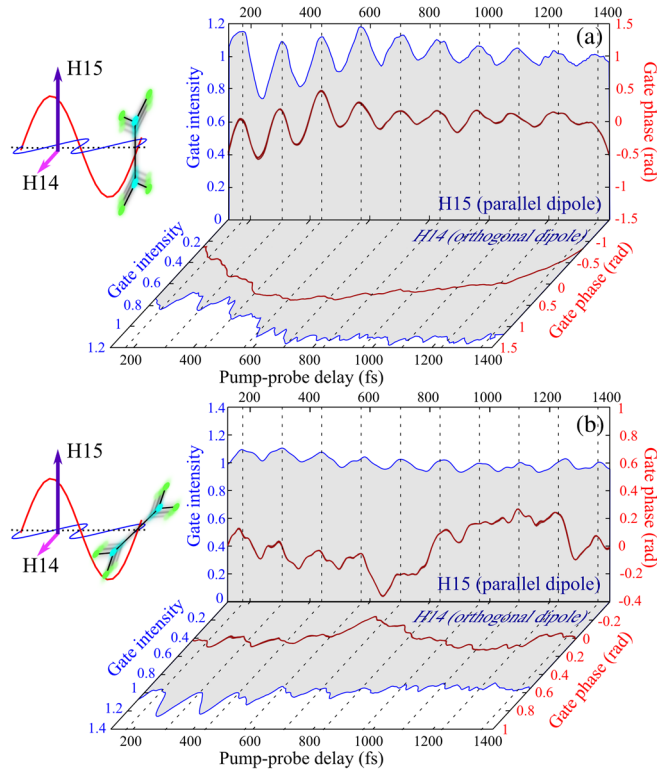 200 400 600 800 1000 1200 1400
H15
H14
Gate intensity
1.2
1
0.8
0.6
0.4
0.2
0
(a)
1.5
1
0.5
0
-0.5
-1
-1.5
Gate phase (rad)
H15 (parallel dipole)
H14 (orthogonal dipole)
Gate intensity
0.2
0.4
0.6
0.8
1
1.2
-1
-0.5
0
0.5
1
1.5
Gate phase (rad)
200 400 600 800 1000 1200 1400
Pump-probe delay (fs)
200 400 600 800 1000 1200 1400
H15
H14
Gate intensity
1.4
1.2
1
0.8
0.6
0.4
0.2
0
(b)
1
0.8
0.6
0.4
0.2
0
-0.2
-0.4
Gate phase (rad)
H15 (parallel dipole)
H14 (orthogonal dipole)
Gate intensity
0.2
0.4
0.6
0.8
1
1.2
1.4
-0.2
0
0.2
0.4
0.6
0.8
1
Gate phase (rad)
200 400 600 800 1000 1200 1400
Pump-probe delay (fs)